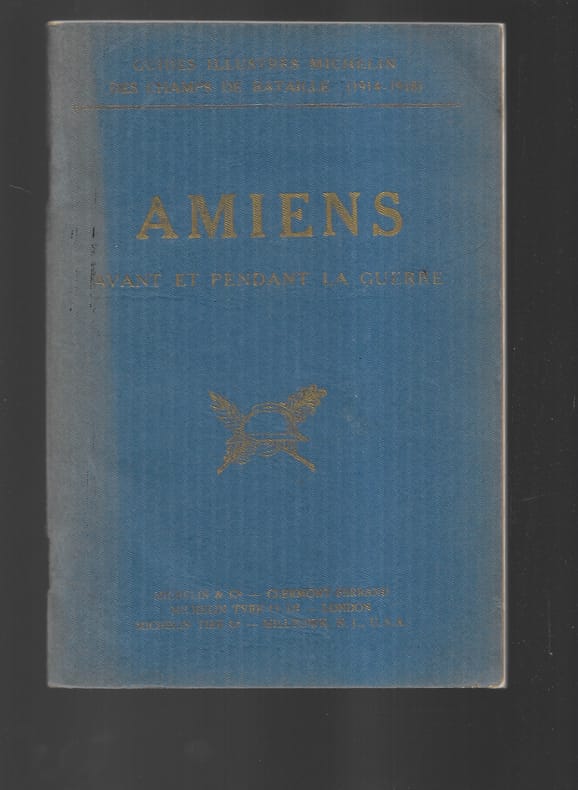 GUIDES ILLUSTRÉS MICHELIN
DES CHAMPS DE BATAILLE (1914-1918)
AMIENS
AVANT ET PENDANT LA GUERRE
MICHELIN & Cie — CLERMONT-FERRAND
MICHELIN TYRE Co Ltd — LONDON
MICHELIN TIRE Co — MILLTOWN, N. J., U.S.A.